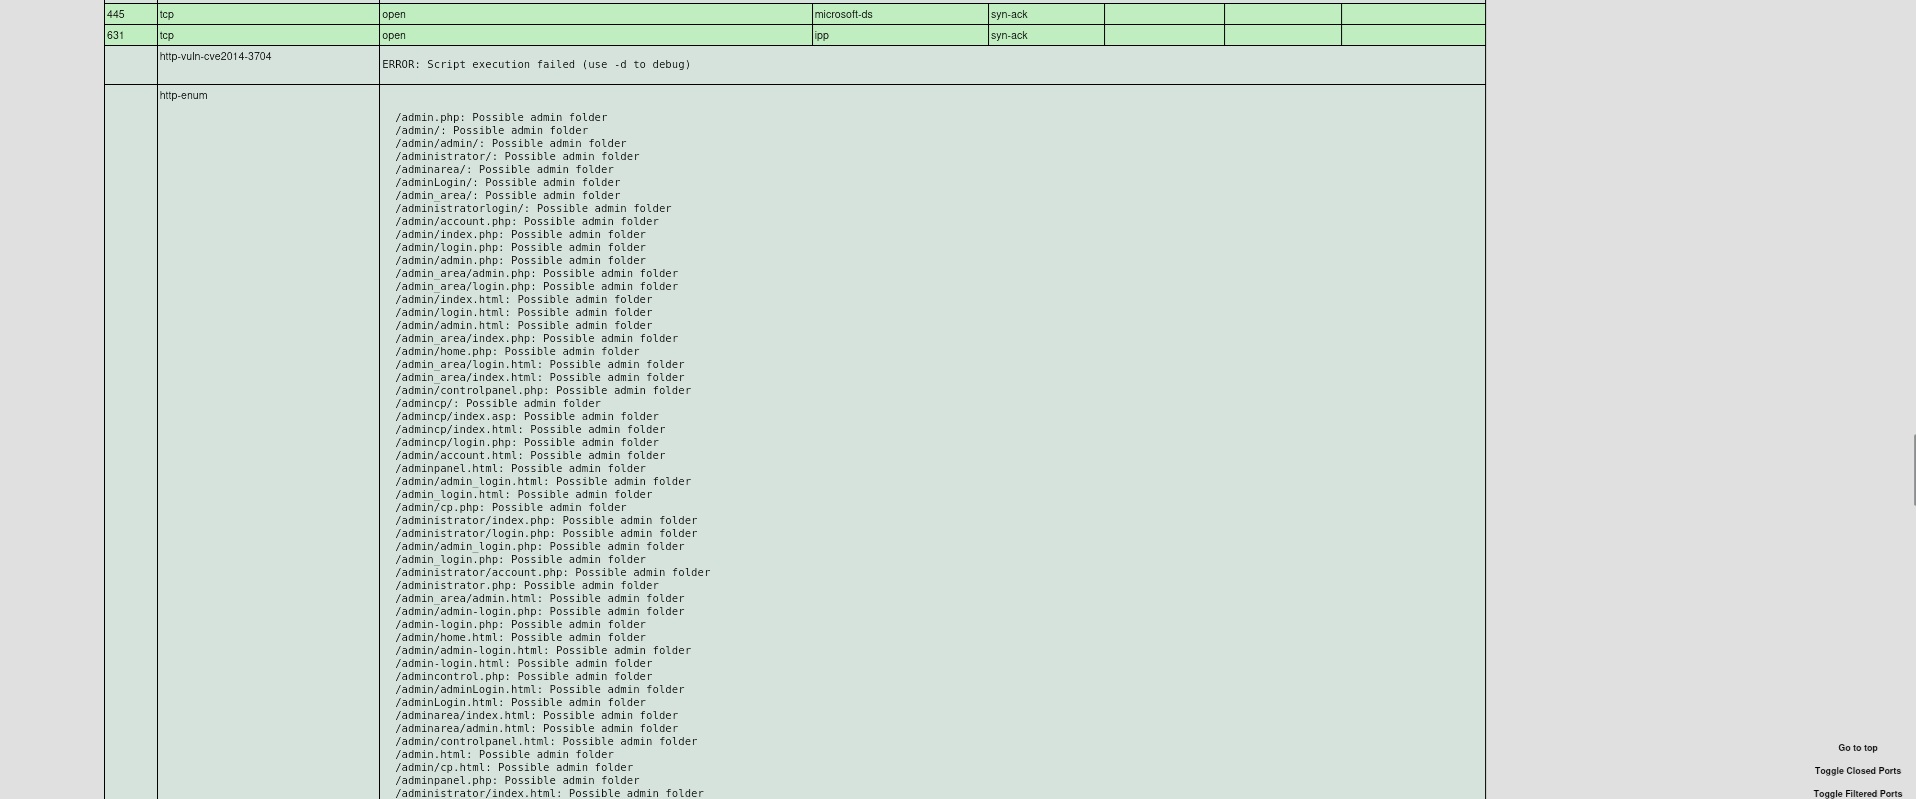 445 tcp open microsoft-ds syn-ack
631 tcp open ipp syn-ack
http-vuln-cve2014-3704 ERROR: Script execution failed (use -d to debug)
http-enum
/admin.php: Possible admin folder
/admin/: Possible admin folder
/admin/admin/: Possible admin folder
/administrator/: Possible admin folder
/adminarea/: Possible admin folder
/adminLogin/: Possible admin folder
/admin_area/: Possible admin folder
/administratorlogin/: Possible admin folder
/admin/account.php: Possible admin folder
/admin/index.php: Possible admin folder
/admin/login.php: Possible admin folder
/admin/admin.php: Possible admin folder
/admin_area/admin.php: Possible admin folder
/admin_area/login.php: Possible admin folder
/admin/index.html: Possible admin folder
/admin/login.html: Possible admin folder
/admin/admin.html: Possible admin folder
/admin_area/index.php: Possible admin folder
/admin/home.php: Possible admin folder
/admin_area/login.html: Possible admin folder
/admin_area/index.html: Possible admin folder
/admin/controlpanel.php: Possible admin folder
/admincp/: Possible admin folder
/admincp/index.asp: Possible admin folder
/admincp/index.html: Possible admin folder
/admincp/login.php: Possible admin folder
/admin/account.html: Possible admin folder
/adminpanel.html: Possible admin folder
/admin/admin_login.html: Possible admin folder
/admin_login.html: Possible admin folder
/admin/cp.php: Possible admin folder
/administrator/index.php: Possible admin folder
/administrator/login.php: Possible admin folder
/admin/admin_login.php: Possible admin folder
/admin_login.php: Possible admin folder
/administrator/account.php: Possible admin folder
/administrator.php: Possible admin folder
/admin_area/admin.html: Possible admin folder
/admin/admin-login.php: Possible admin folder
/admin-login.php: Possible admin folder
/admin/home.html: Possible admin folder
/admin/admin-login.html: Possible admin folder
/admin-login.html: Possible admin folder
/admincontrol.php: Possible admin folder
/admin/adminLogin.html: Possible admin folder
/adminLogin.html: Possible admin folder
/adminarea/index.html: Possible admin folder
/adminarea/admin.html: Possible admin folder
/admin/controlpanel.html: Possible admin folder
/admin.html: Possible admin folder
/admin/cp.html: Possible admin folder
/adminpanel.php: Possible admin folder
/administrator/index.html: Possible admin folder
Go to top
Toggle Closed Ports
Toggle Filtered Ports